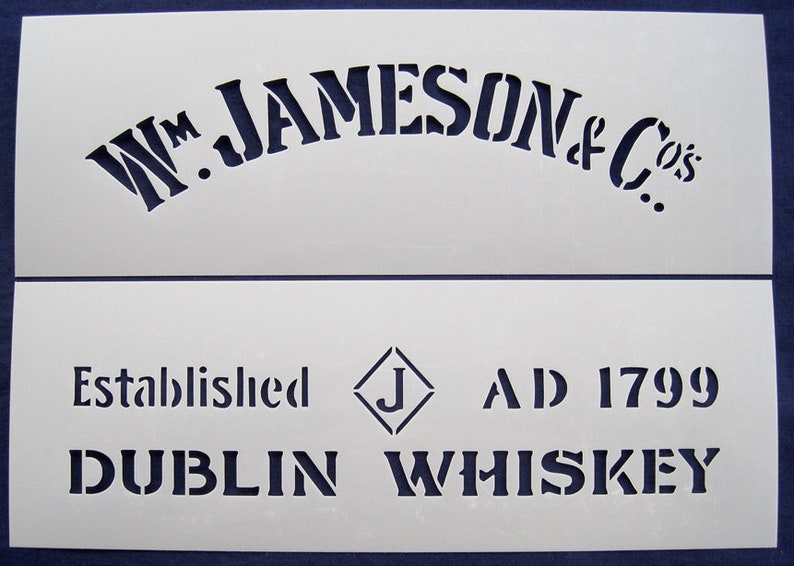 Wm. JAMESON & Co's..
Established J AD 1799
DUBLIN WHISKEY